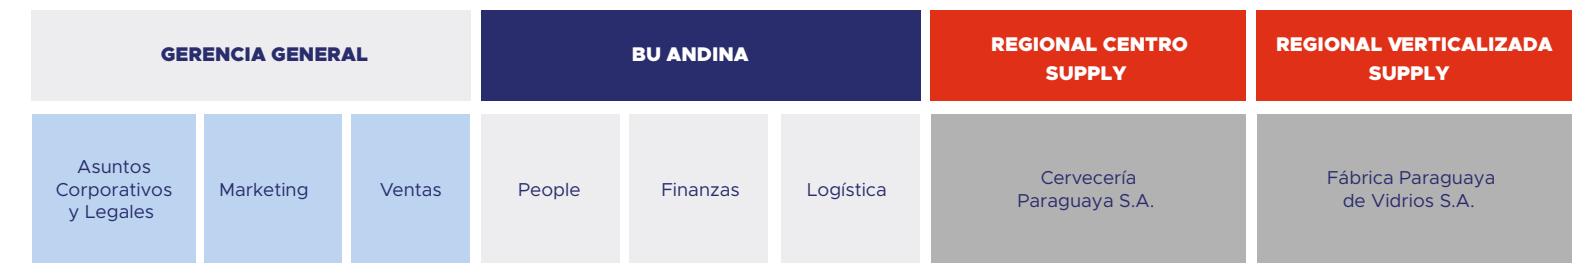 GERENCIA GENERAL
BU ANDINA
REGIONAL CENTRO
SUPPLY
REGIONAL VERTICALIZADA
SUPPLY
Asuntos
Corporativos
y Legales
Marketing
Ventas
People
Finanzas
Logística
Cervecería
Paraguaya S.A.
Fábrica Paraguaya
de Vidrios S.A.